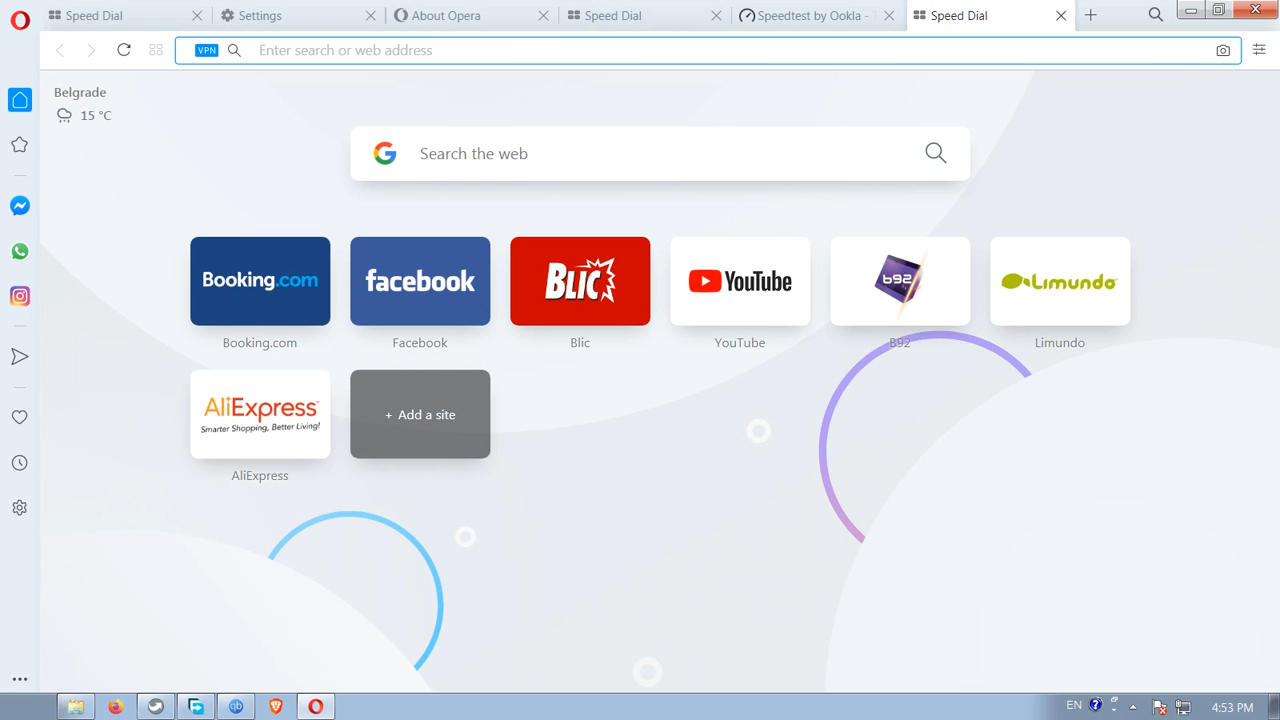 Speed Dial
Settings
About Opera
Speed Dial
Speedtest by Ookla -
Speed Dial
VPN
Enter search or web address
Belgrade
15 °C
Search the web
Booking.com
facebook
BLIC
YouTube
b92
Limundo
Booking.com
Facebook
Blic
YouTube
B92
Limundo
AliExpress
Smarter Shopping, Better Living!
+ Add a site
AliExpress
qb
EN
4:53 PM